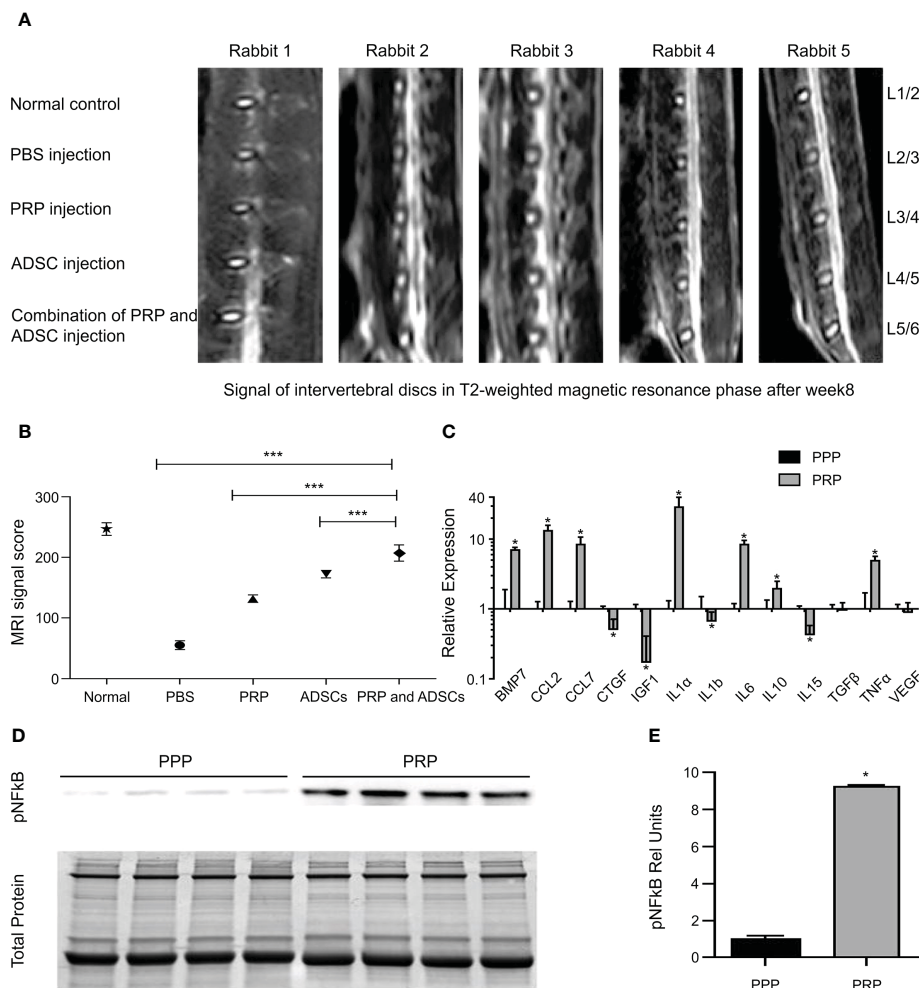 A
Rabbit 1 Rabbit 2 Rabbit 3 Rabbit 4 Rabbit 5
Normal control
L1/2
PBS injection
L2/3
PRP injection
L3/4
ADSC injection
L4/5
Combination of PRP and
ADSC injection
L5/6
Signal of intervertebral discs in T2-weighted magnetic resonance phase after week8
B
***
***
***
MRI signal score
300
200
100
0
Normal PBS PRP ADSCs PRP and ADSCs
C
PPP
PRP
Relative Expression
40
10
1
0.1
* * * * * * * * * * *
BMP7 CCL2 CCL7 CTGF IGF1 IL1α IL1b IL6 IL10 IL15 TGFβ TNFα VEGF
D
PPP PRP
pNFkB
Total Protein
E
pNFkB Rel Units
10
8
6
4
2
0
*
PPP PRP